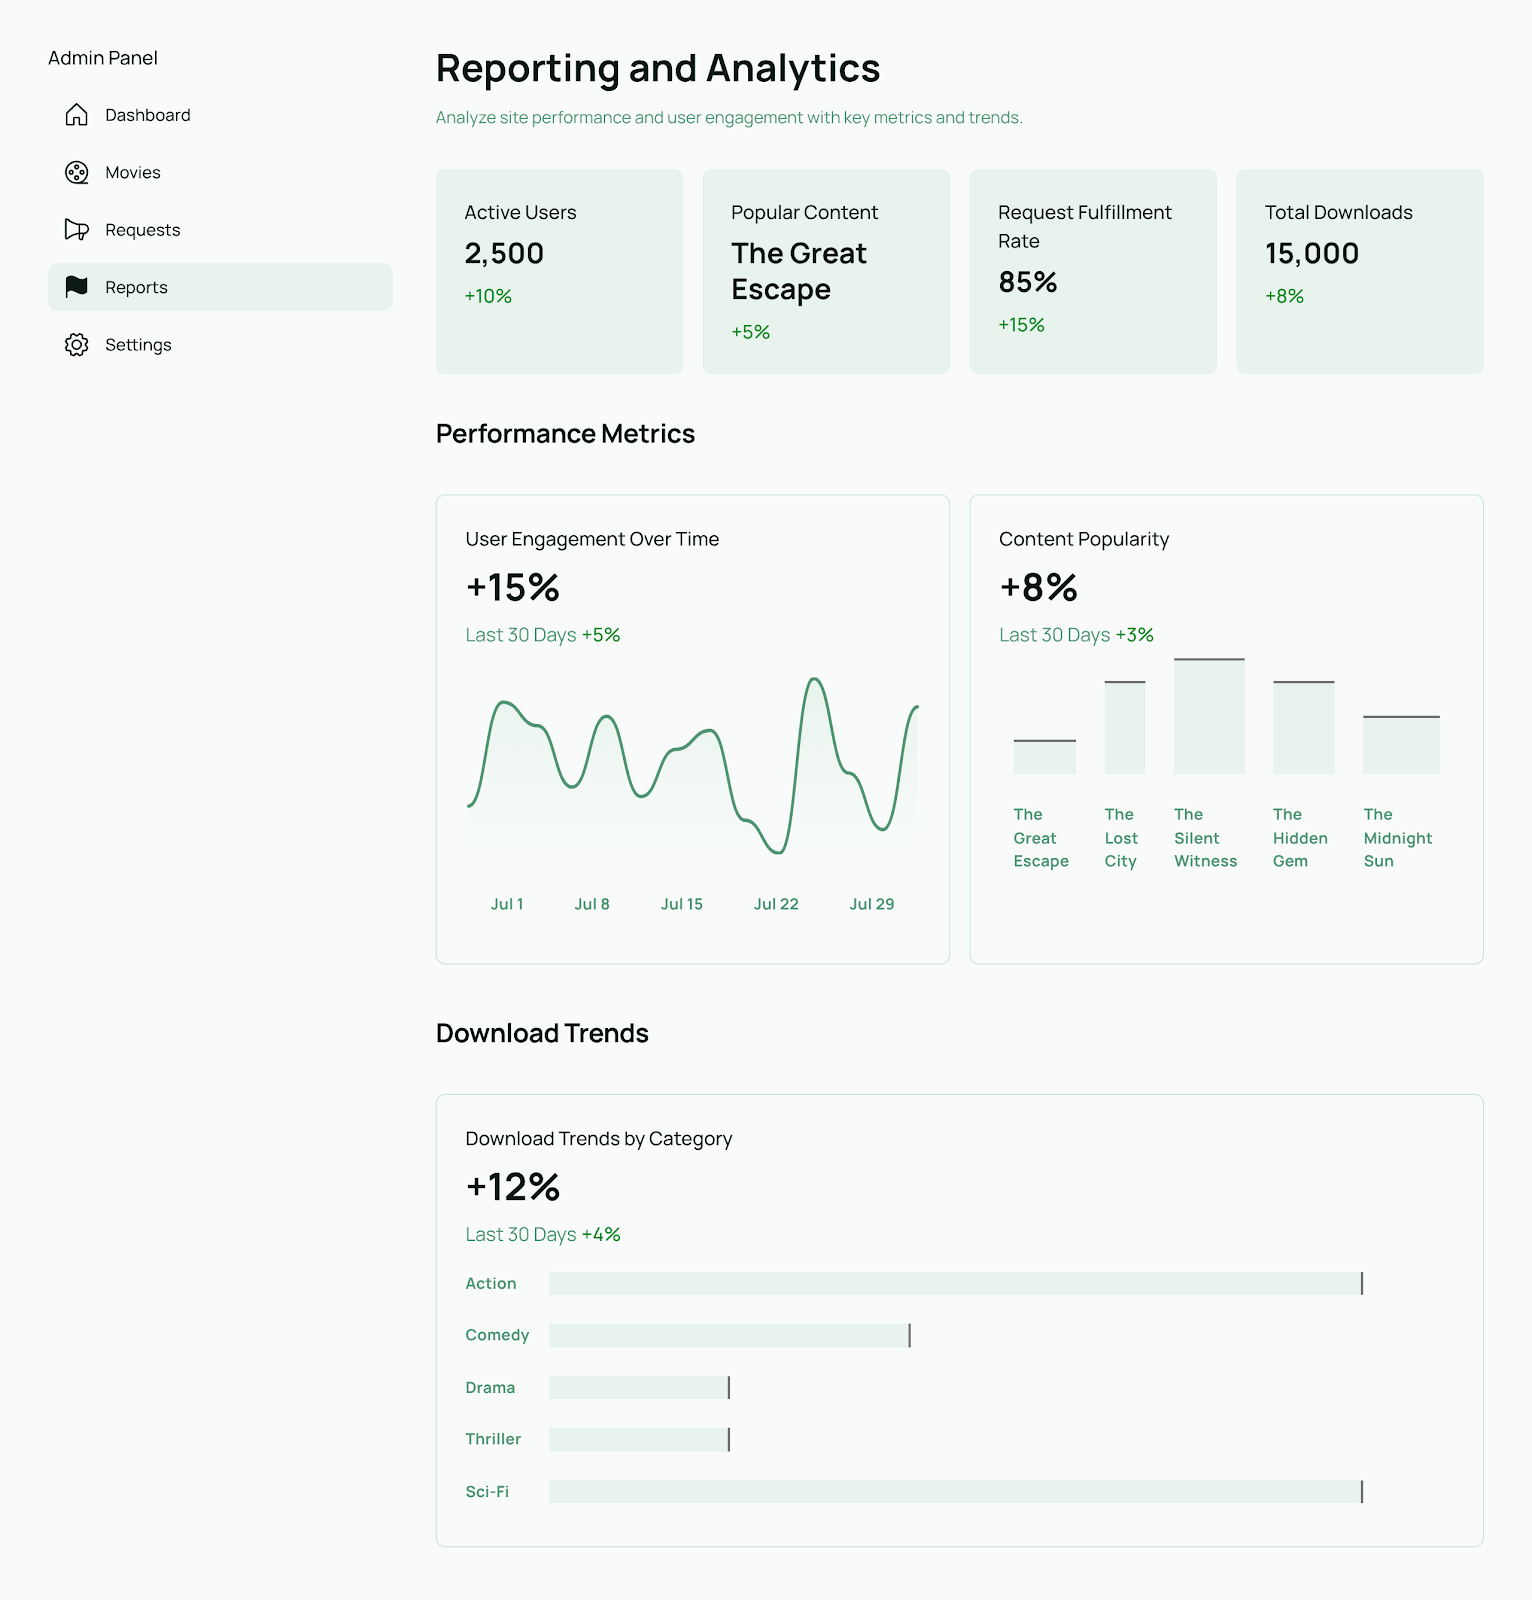 Admin Panel
Dashboard
Movies
Requests
Reports
Settings
Reporting and Analytics
Analyze site performance and user engagement with key metrics and trends.
Active Users
2,500
+10%
Popular Content
The Great
Escape
+5%
Request Fulfillment
Rate
85%
+15%
Total Downloads
15,000
+8%
Performance Metrics
User Engagement Over Time
+15%
Last 30 Days +5%
Jul 1
Jul 8
Jul 15
Jul 22
Jul 29
Content Popularity
+8%
Last 30 Days +3%
The
Great
Escape
The
Lost
City
The
Silent
Witness
The
Hidden
Gem
The
Midnight
Sun
Download Trends
Download Trends by Category
+12%
Last 30 Days +4%
Action
Comedy
Drama
Thriller
Sci-Fi